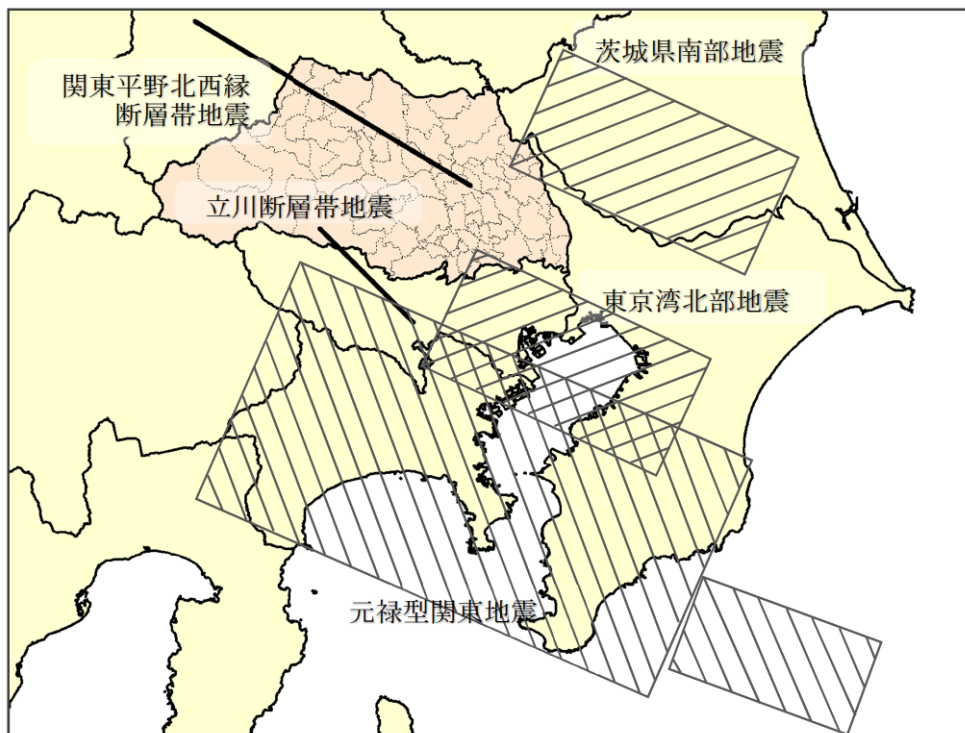 茨城県南部地震
関東平野北西縁
断層帯地震
立川断層帯地震
東京湾北部地震
元禄型関東地震